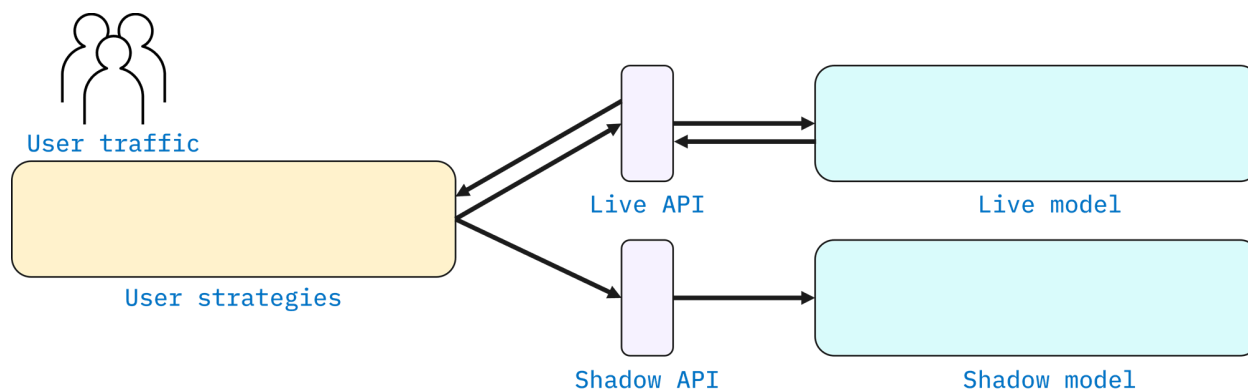 User traffic
User strategies
Live API
Live model
Shadow API
Shadow model